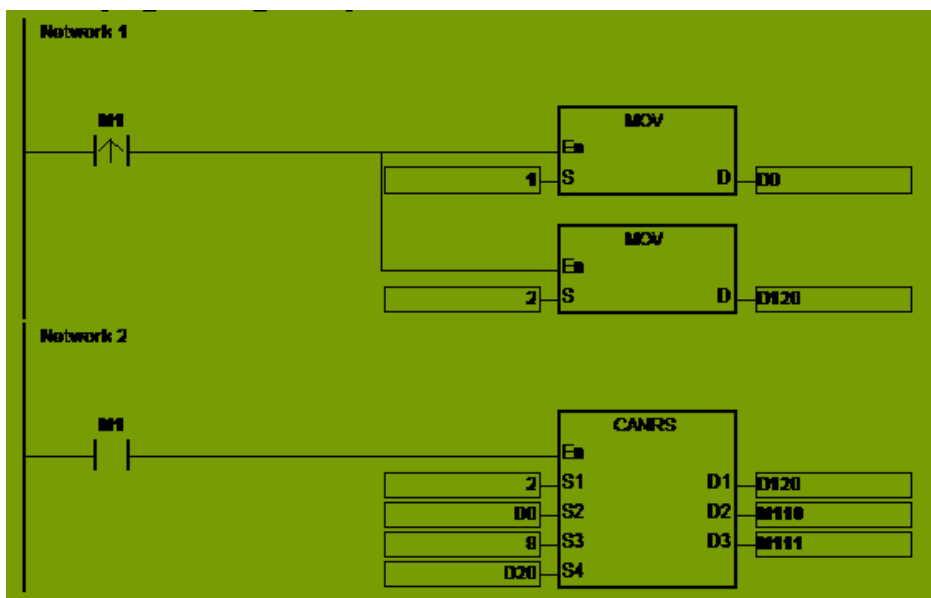 Network 1
M1
MOV
En
1 S D D0
MOV
En
2 S D D120
Network 2
M1
CANRS
En
2 S1 D1 D120
D0 S2 D2 M110
8 S3 D3 M111
D20 S4